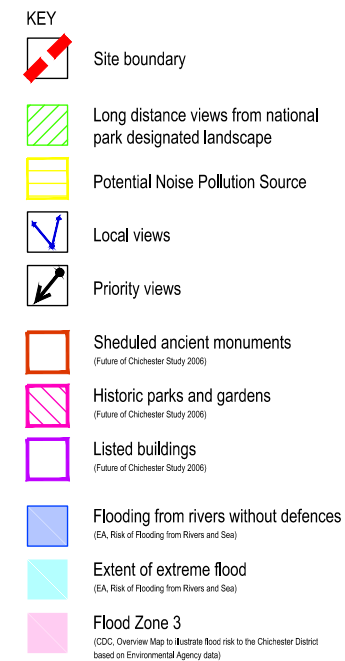 KEY
Site boundary
Long distance views from national
park designated landscape
Potential Noise Pollution Source
Local views
Priority views
Sheduled ancient monuments
(Future of Chichester Study 2006)
Historic parks and gardens
(Future of Chichester Study 2006)
Listed buildings
(Future of Chichester Study 2006)
Flooding from rivers without defences
(EA, Risk of Flooding from Rivers and Sea)
Extent of extreme flood
(EA, Risk of Flooding from Rivers and Sea)
Flood Zone 3
(CDC, Overview Map to illustrate flood risk to the Chichester District
based on Environmental Agency data)